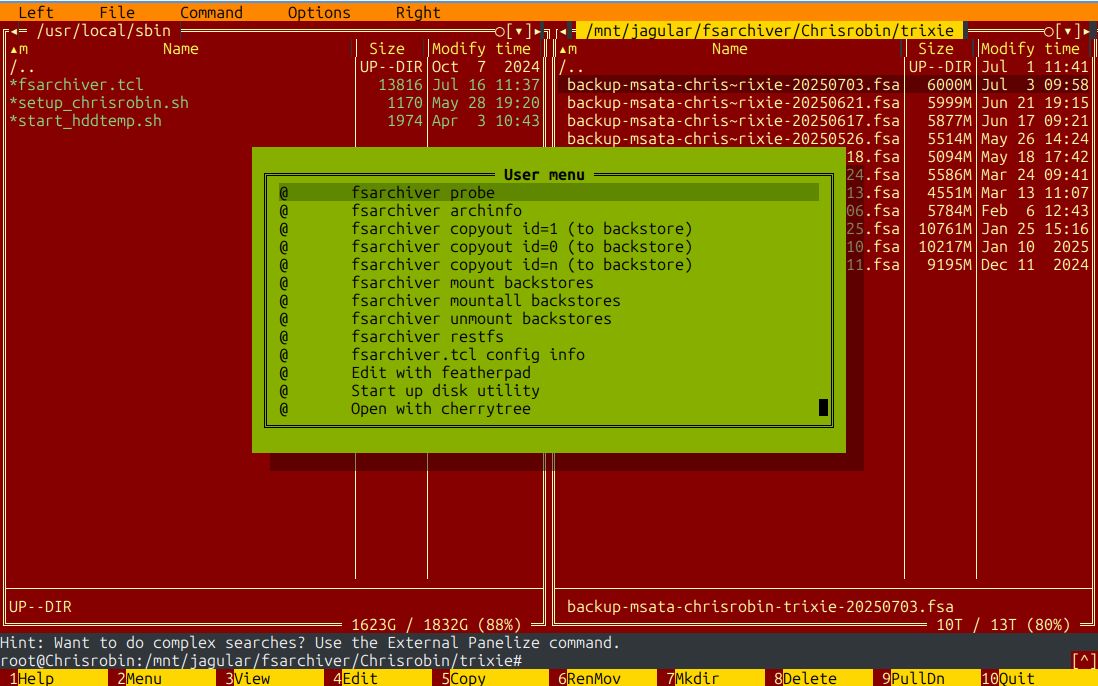 Left File Command Options Right
/usr/local/sbin [▾] /mnt/jagular/fsarchiver/Chrisrobin/trixie [▾]
▴m Name Size Modify time ▴m Name Size Modify time
/.. UP--DIR Oct 7 2024 /.. UP--DIR Jul 1 11:41
*fsarchiver.tcl 13816 Jul 16 11:37 backup-msata-chris~rixie-20250703.fsa 6000M Jul 3 09:58
*setup_chrisrobin.sh 1170 May 28 19:20 backup-msata-chris~rixie-20250621.fsa 5999M Jun 21 19:15
*start_hddtemp.sh 1974 Apr 3 10:43 backup-msata-chris~rixie-20250617.fsa 5877M Jun 17 09:21
backup-msata-chris~rixie-20250526.fsa 5514M May 26 14:24
18.fsa 5094M May 18 17:42
User menu 24.fsa 5586M Mar 24 09:41
@ fsarchiver probe 13.fsa 4551M Mar 13 11:07
@ fsarchiver archinfo 06.fsa 5784M Feb 6 12:43
@ fsarchiver copyout id=1 (to backstore) 25.fsa 10761M Jan 25 15:16
@ fsarchiver copyout id=0 (to backstore) 10.fsa 10217M Jan 10 2025
@ fsarchiver copyout id=n (to backstore) 11.fsa 9195M Dec 11 2024
@ fsarchiver mount backstores
@ fsarchiver mountall backstores
@ fsarchiver unmount backstores
@ fsarchiver restfs
@ fsarchiver.tcl config info
@ Edit with featherpad
@ Start up disk utility
@ Open with cherrytree
UP--DIR backup-msata-chrisrobin-trixie-20250703.fsa
1623G / 1832G (88%) 10T / 13T (80%)
Hint: Want to do complex searches? Use the External Panelize command.
root@Chrisrobin:/mnt/jagular/fsarchiver/Chrisrobin/trixie# [^]
1Help 2Menu 3View 4Edit 5Copy 6RenMov 7Mkdir 8Delete 9PullDn 10Quit